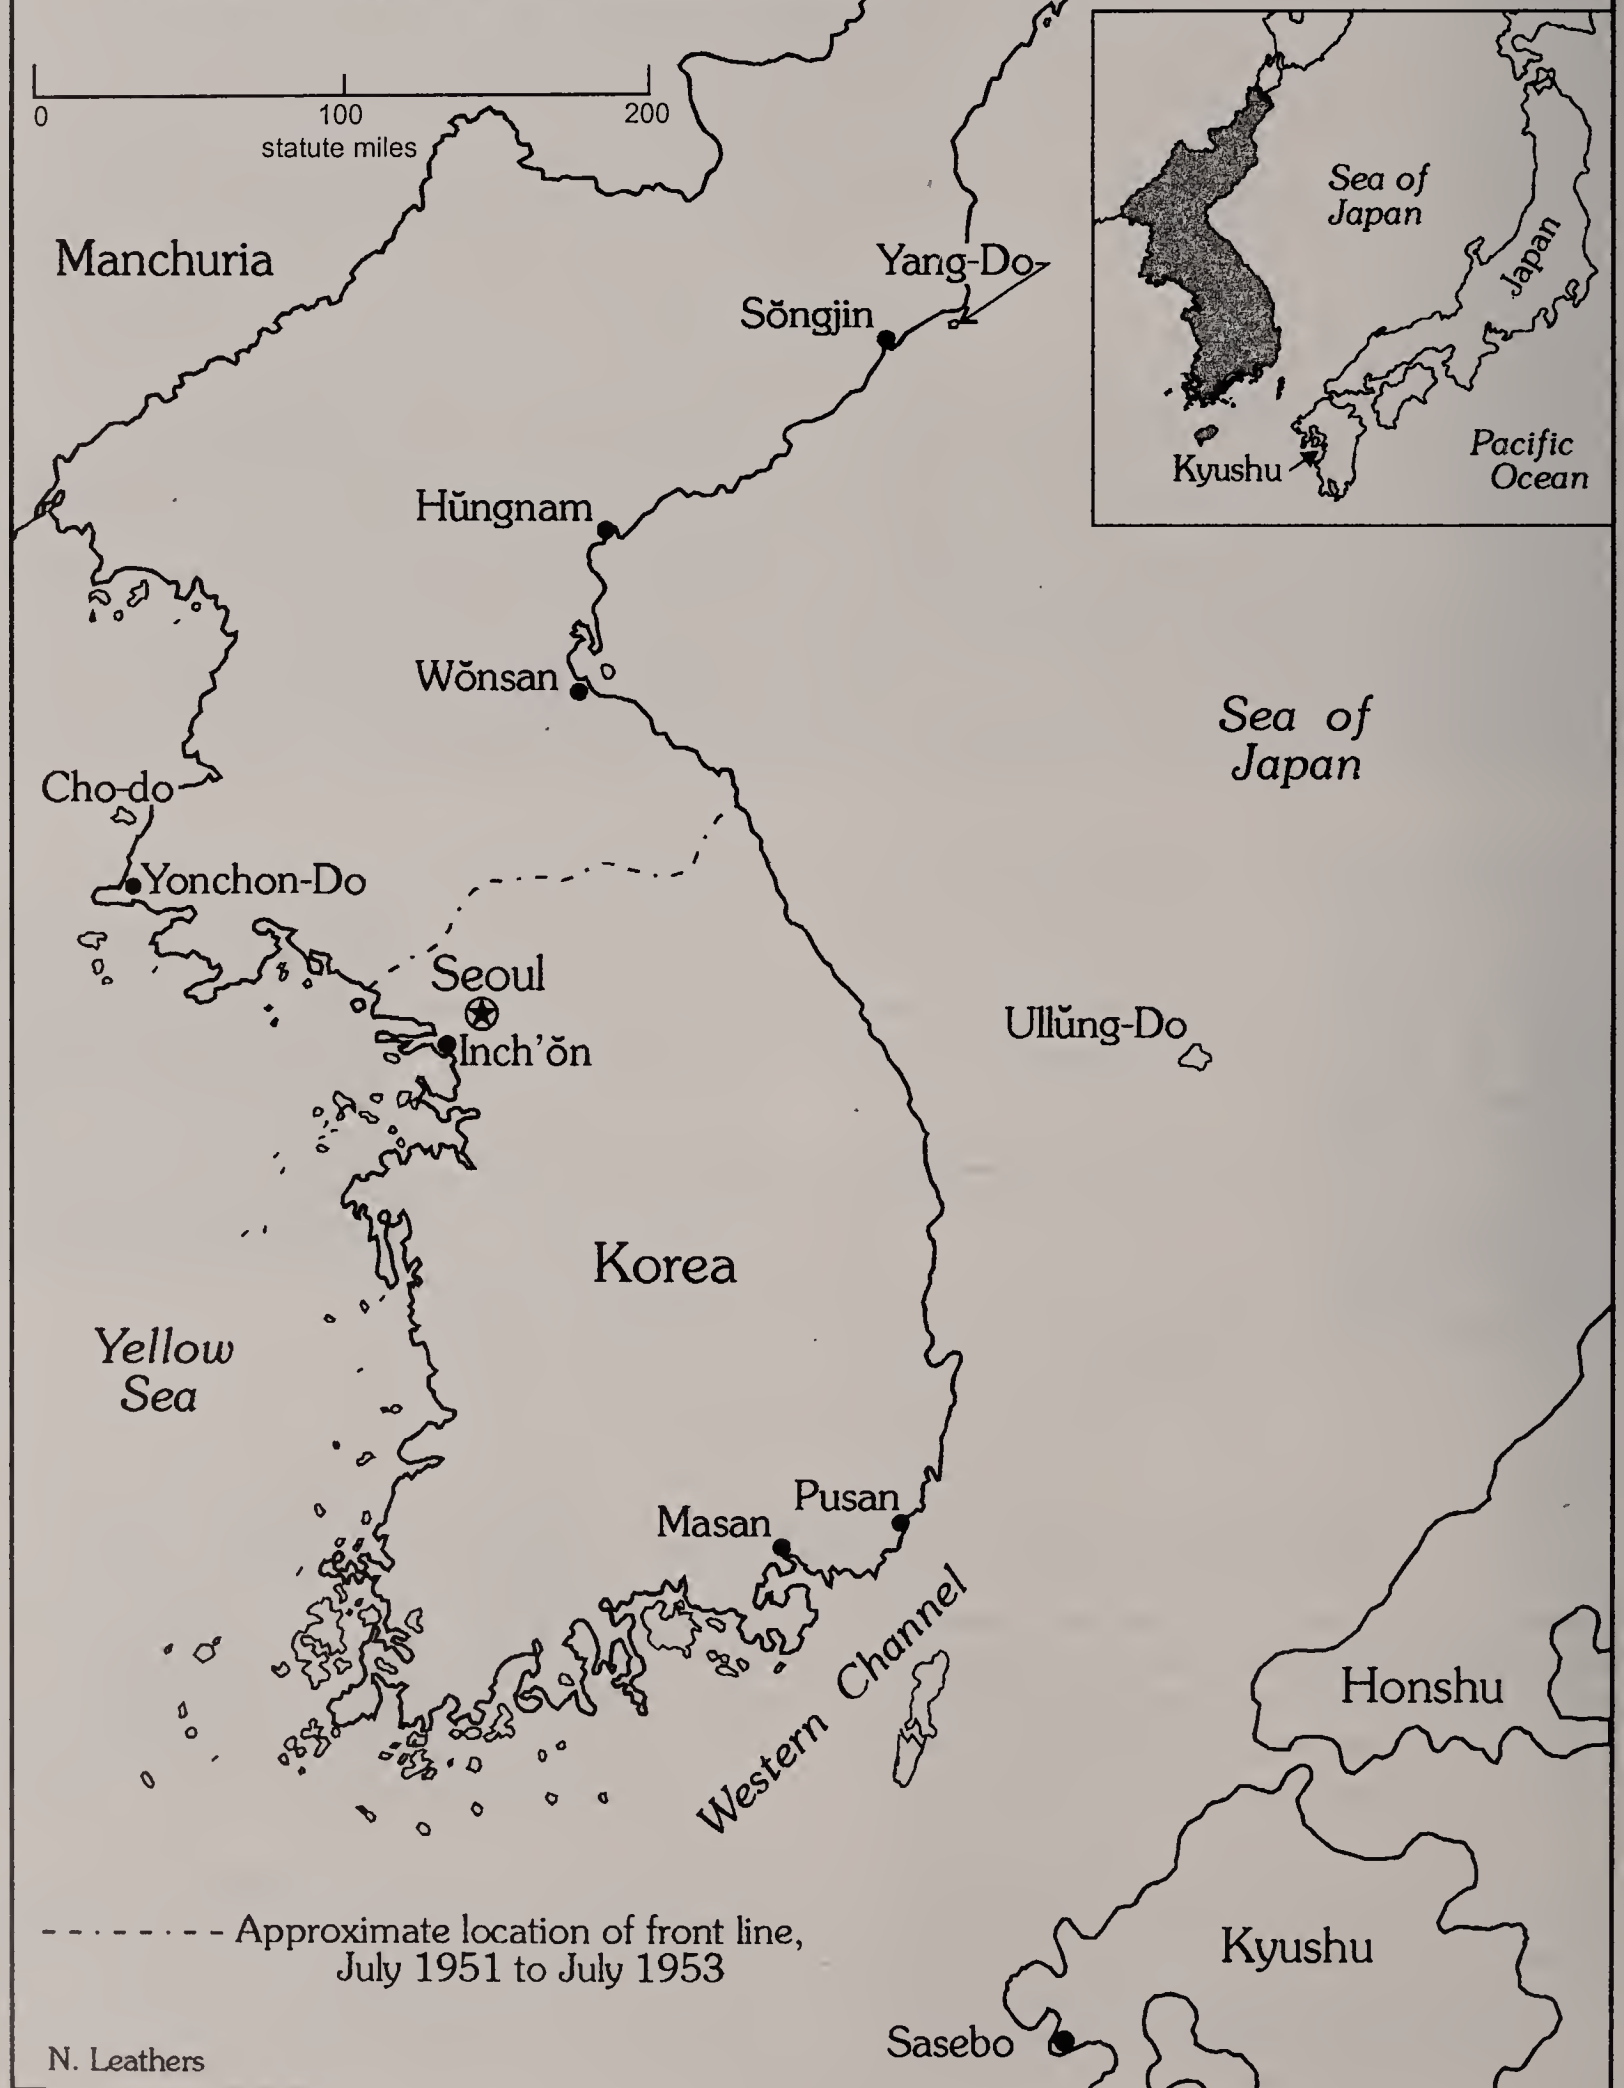 0
100
200
statute miles
Manchuria
Yang-Do
Sŏngjin
Sea of
Japan
Japan
Kyushu
Pacific
Ocean
Hŭngnam
Wŏnsan
Sea of
Japan
Cho-do
Yonchon-Do
Seoul
Inch'ŏn
Ullŭng-Do
Korea
Yellow
Sea
Pusan
Masan
Western Channel
Honshu
Kyushu
Sasebo
Approximate location of front line,
July 1951 to July 1953
N. Leathers